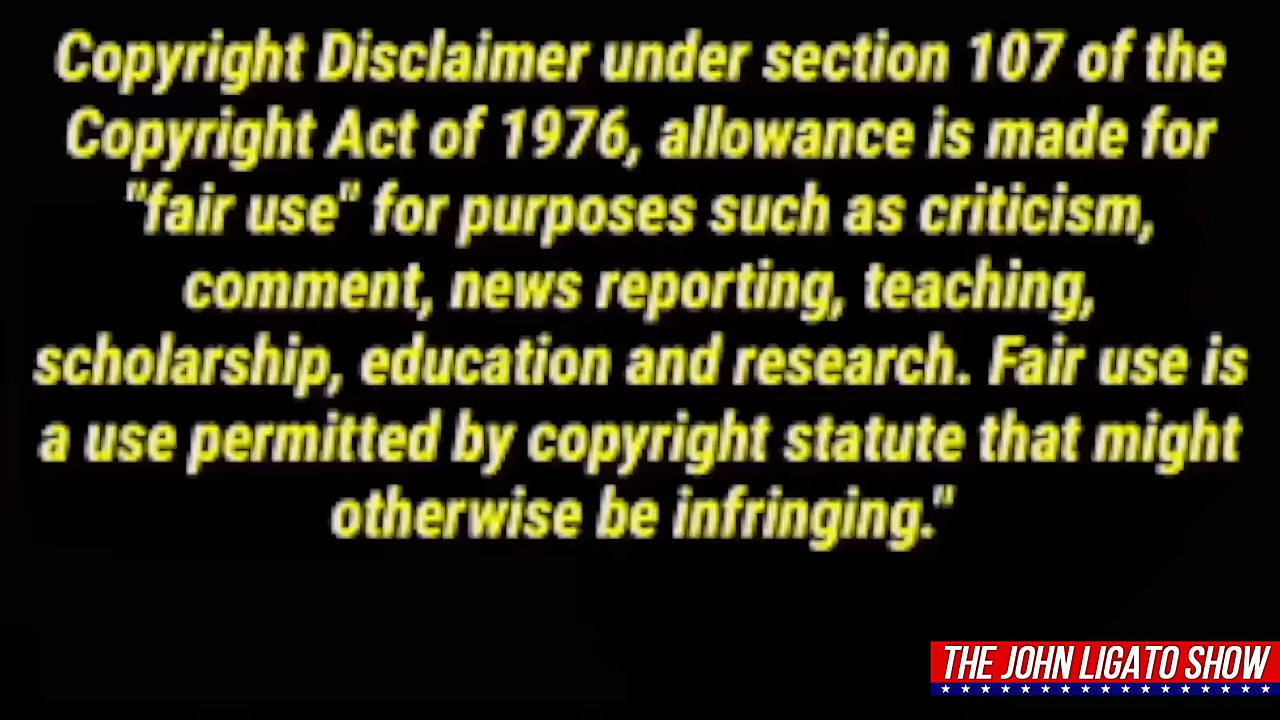 Copyright Disclaimer under section 107 of the
Copyright Act of 1976, allowance is made for
"fair use" for purposes such as criticism,
comment, news reporting, teaching,
scholarship, education and research. Fair use is
a use permitted by copyright statute that might
otherwise be infringing."
THE JOHN LIGATO SHOW